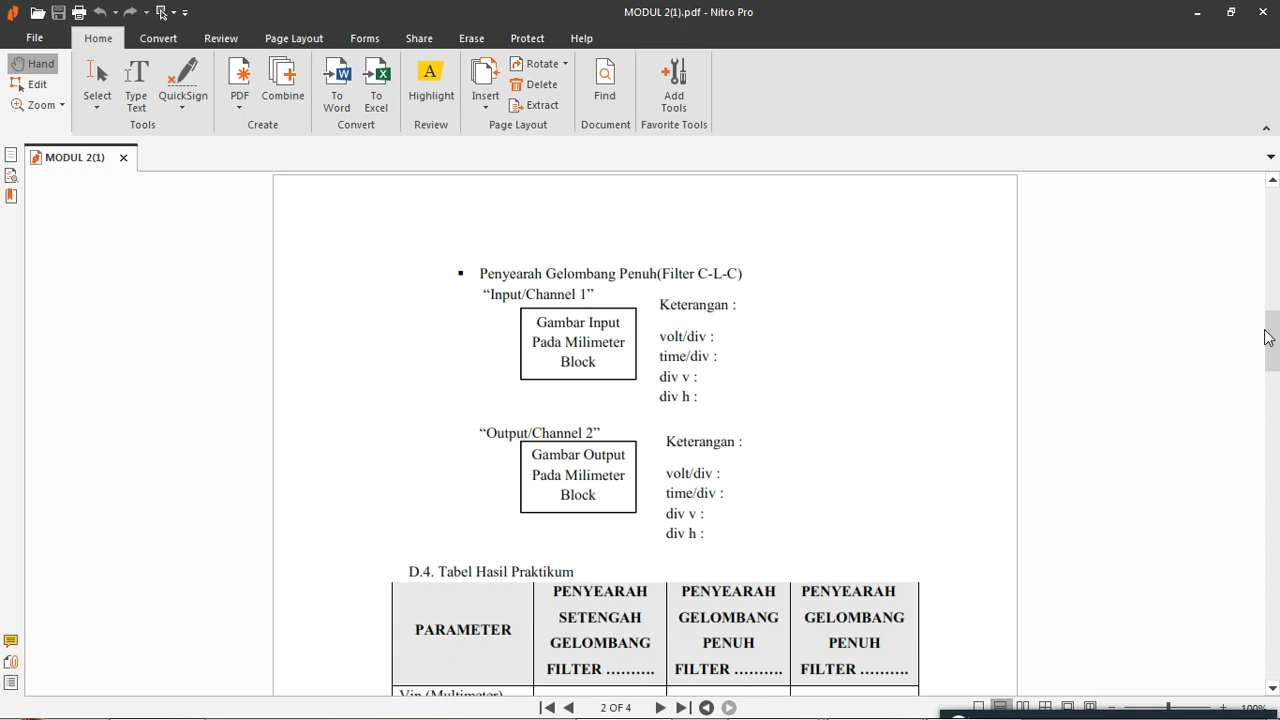 MODUL 2(1).pdf - Nitro Pro
File Home Convert Review Page Layout Forms Share Erase Protect Help
Hand
Edit
Zoom
Select
Type Text
QuickSign
Tools
PDF
Combine
Create
To Word
To Excel
Convert
Highlight
Review
Insert
Rotate
Delete
Extract
Page Layout
Find
Document
Add Tools
Favorite Tools
MODUL 2(1)
▪ Penyearah Gelombang Penuh(Filter C-L-C)
“Input/Channel 1”
Gambar Input
Pada Milimeter
Block
Keterangan :
volt/div :
time/div :
div v :
div h :
“Output/Channel 2”
Gambar Output
Pada Milimeter
Block
Keterangan :
volt/div :
time/div :
div v :
div h :
D.4. Tabel Hasil Praktikum
PARAMETER
PENYEARAH
SETENGAH
GELOMBANG
FILTER ……….
PENYEARAH
GELOMBANG
PENUH
FILTER ……….
PENYEARAH
GELOMBANG
PENUH
FILTER ……….
Vin (Multimeter)
2 OF 4
100%